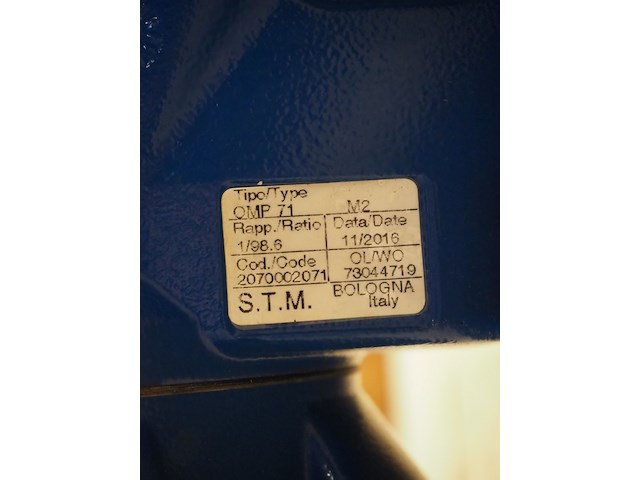 Tipo/Type
OMP 71 M2
Rapp./Ratio Data/Date
1/98.6 11/2016
Cod./Code OL/WO
2070002071 73044719
S.T.M. BOLOGNA
Italy